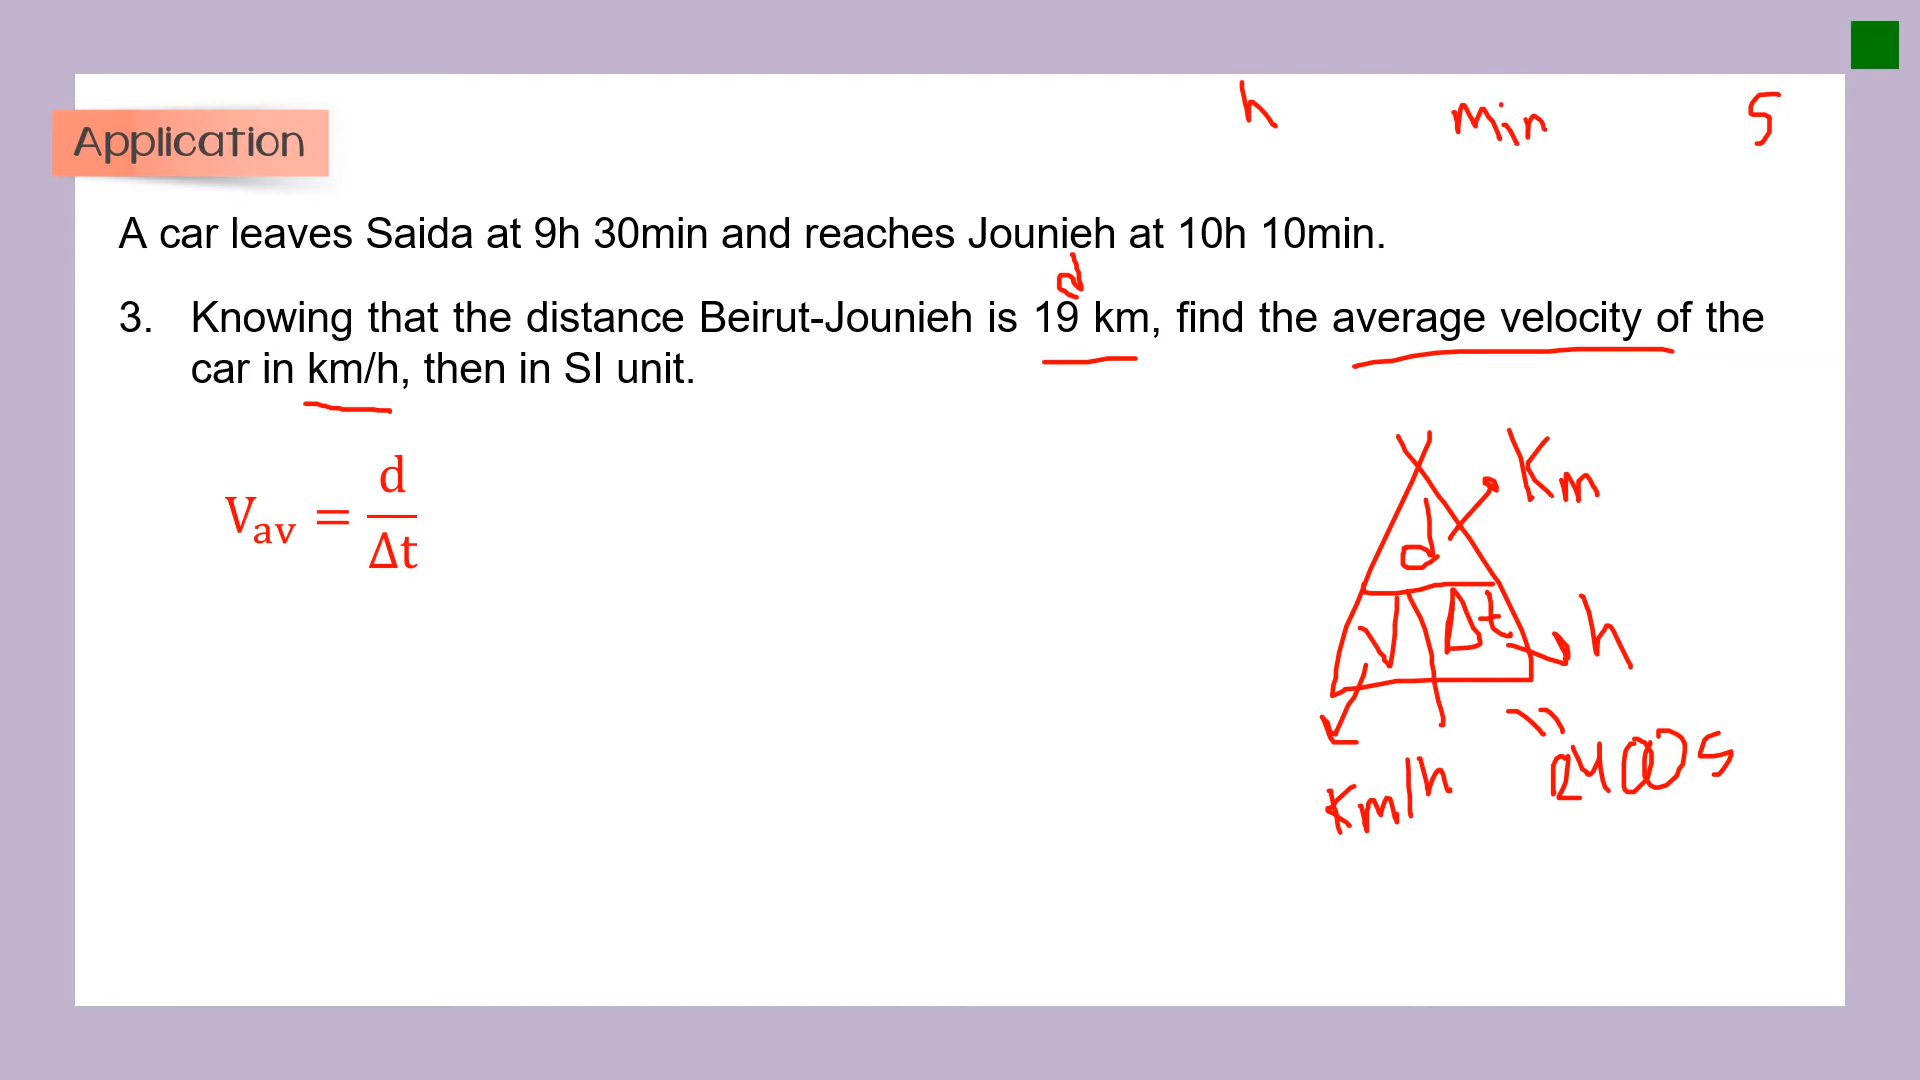 h min S
Application
A car leaves Saida at 9h 30min and reaches Jounieh at 10h 10min.
d
3. Knowing that the distance Beirut-Jounieh is 19 km, find the average velocity of the
car in km/h, then in SI unit.
V_av = d/Δt
Km
d
V Δt h
2400 S
Km/h